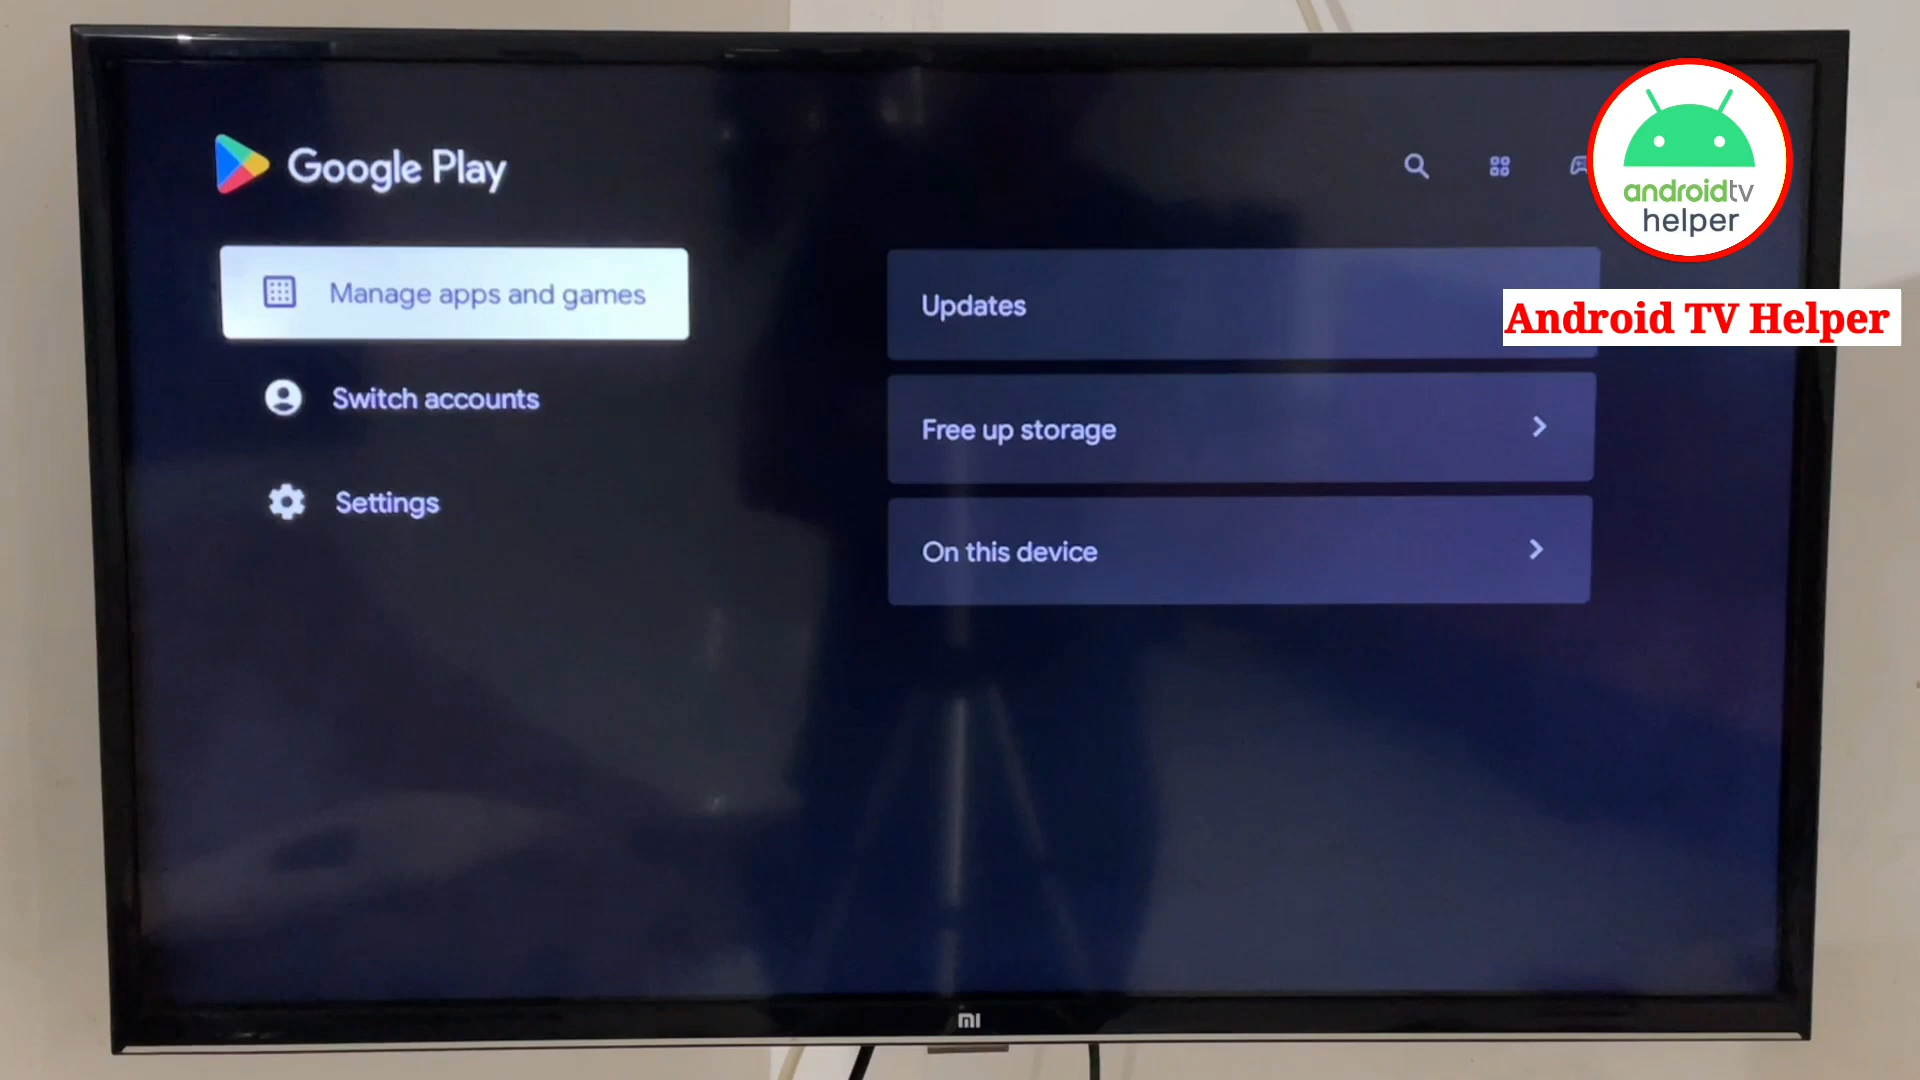 Google Play
androidtv
helper
Manage apps and games
Updates
Android TV Helper
Switch accounts
Free up storage
Settings
On this device
mi